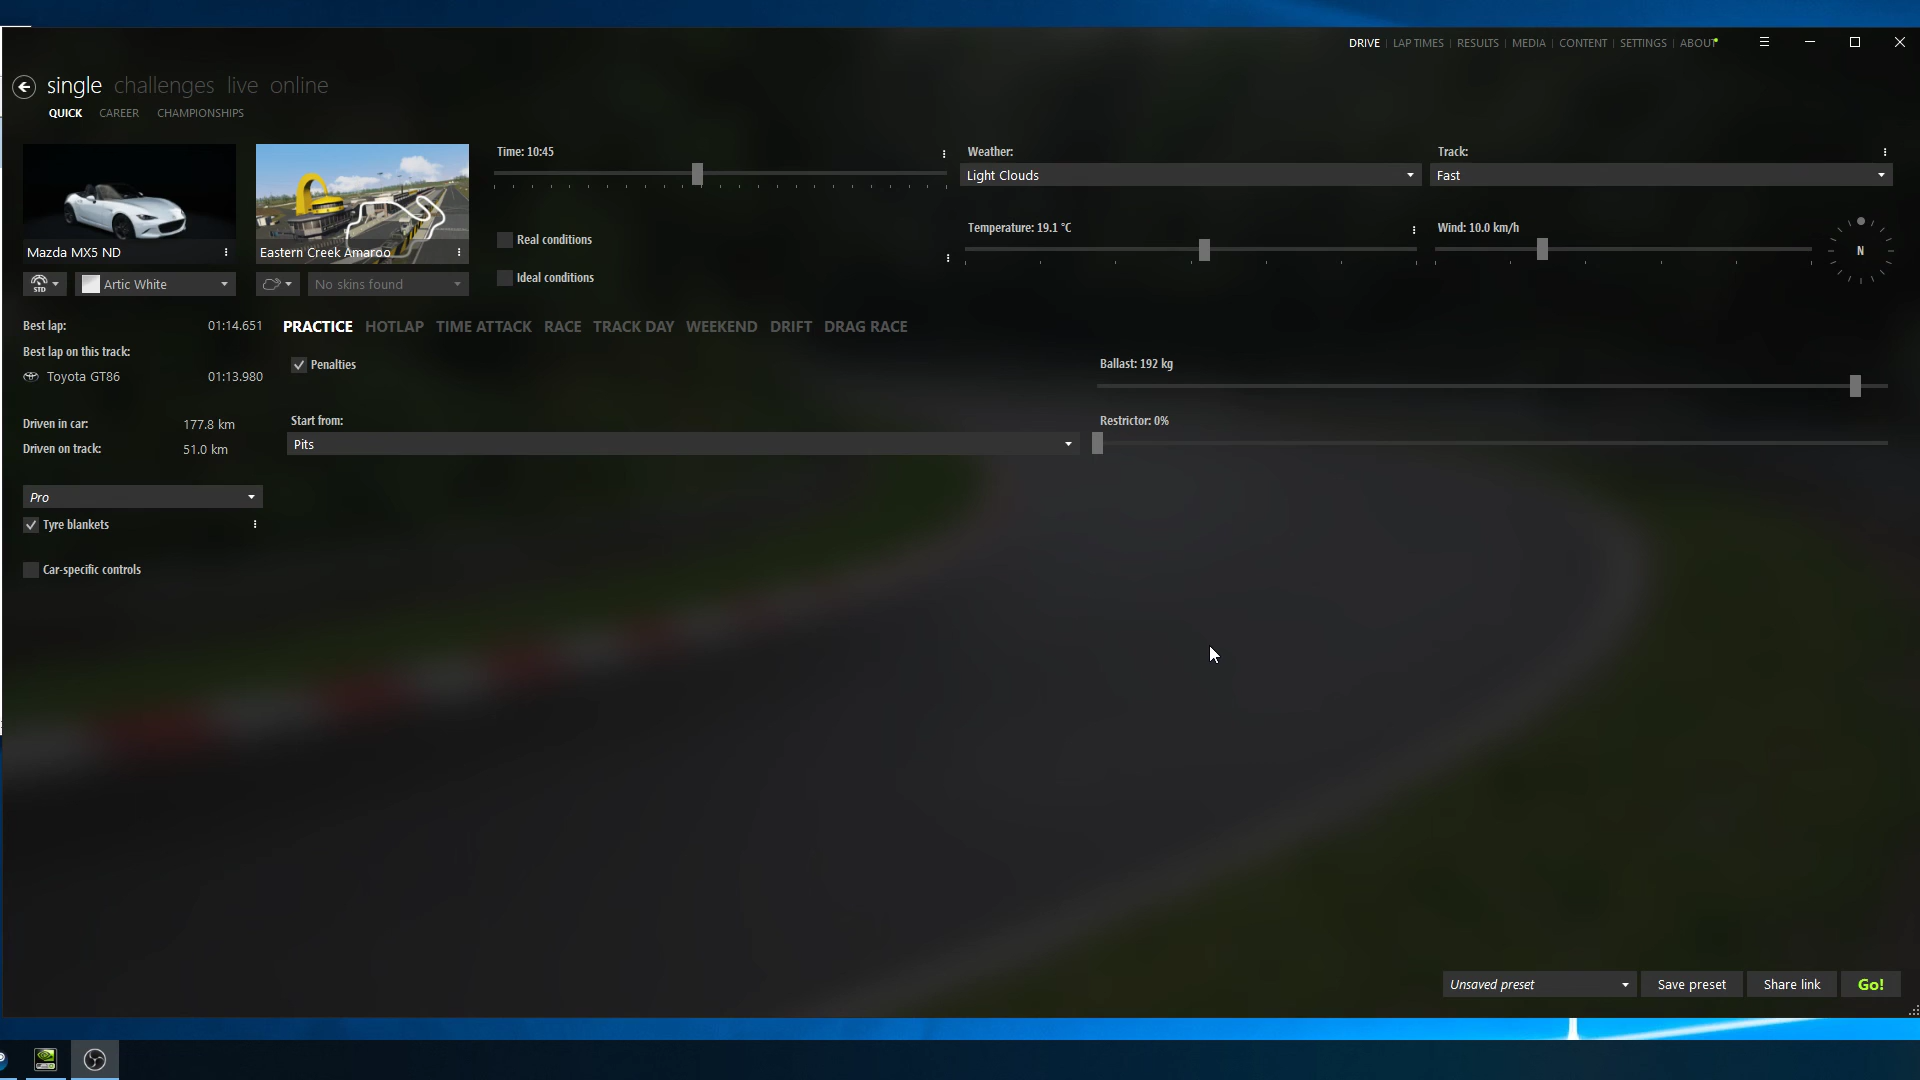 DRIVE | LAP TIMES | RESULTS | MEDIA | CONTENT | SETTINGS | ABOUT
single challenges live online
QUICK CAREER CHAMPIONSHIPS
Mazda MX5 ND
Eastern Creek Amaroo
STD
Artic White
No skins found
Time: 10:45
Real conditions
Ideal conditions
Weather:
Light Clouds
Track:
Fast
Temperature: 19.1 °C
Wind: 10.0 km/h
N
Best lap: 01:14.651
Best lap on this track:
Toyota GT86 01:13.980
Driven in car: 177.8 km
Driven on track: 51.0 km
Pro
Tyre blankets
Car-specific controls
PRACTICE HOTLAP TIME ATTACK RACE TRACK DAY WEEKEND DRIFT DRAG RACE
Penalties
Start from:
Pits
Ballast: 192 kg
Restrictor: 0%
Unsaved preset
Save preset
Share link
Go!